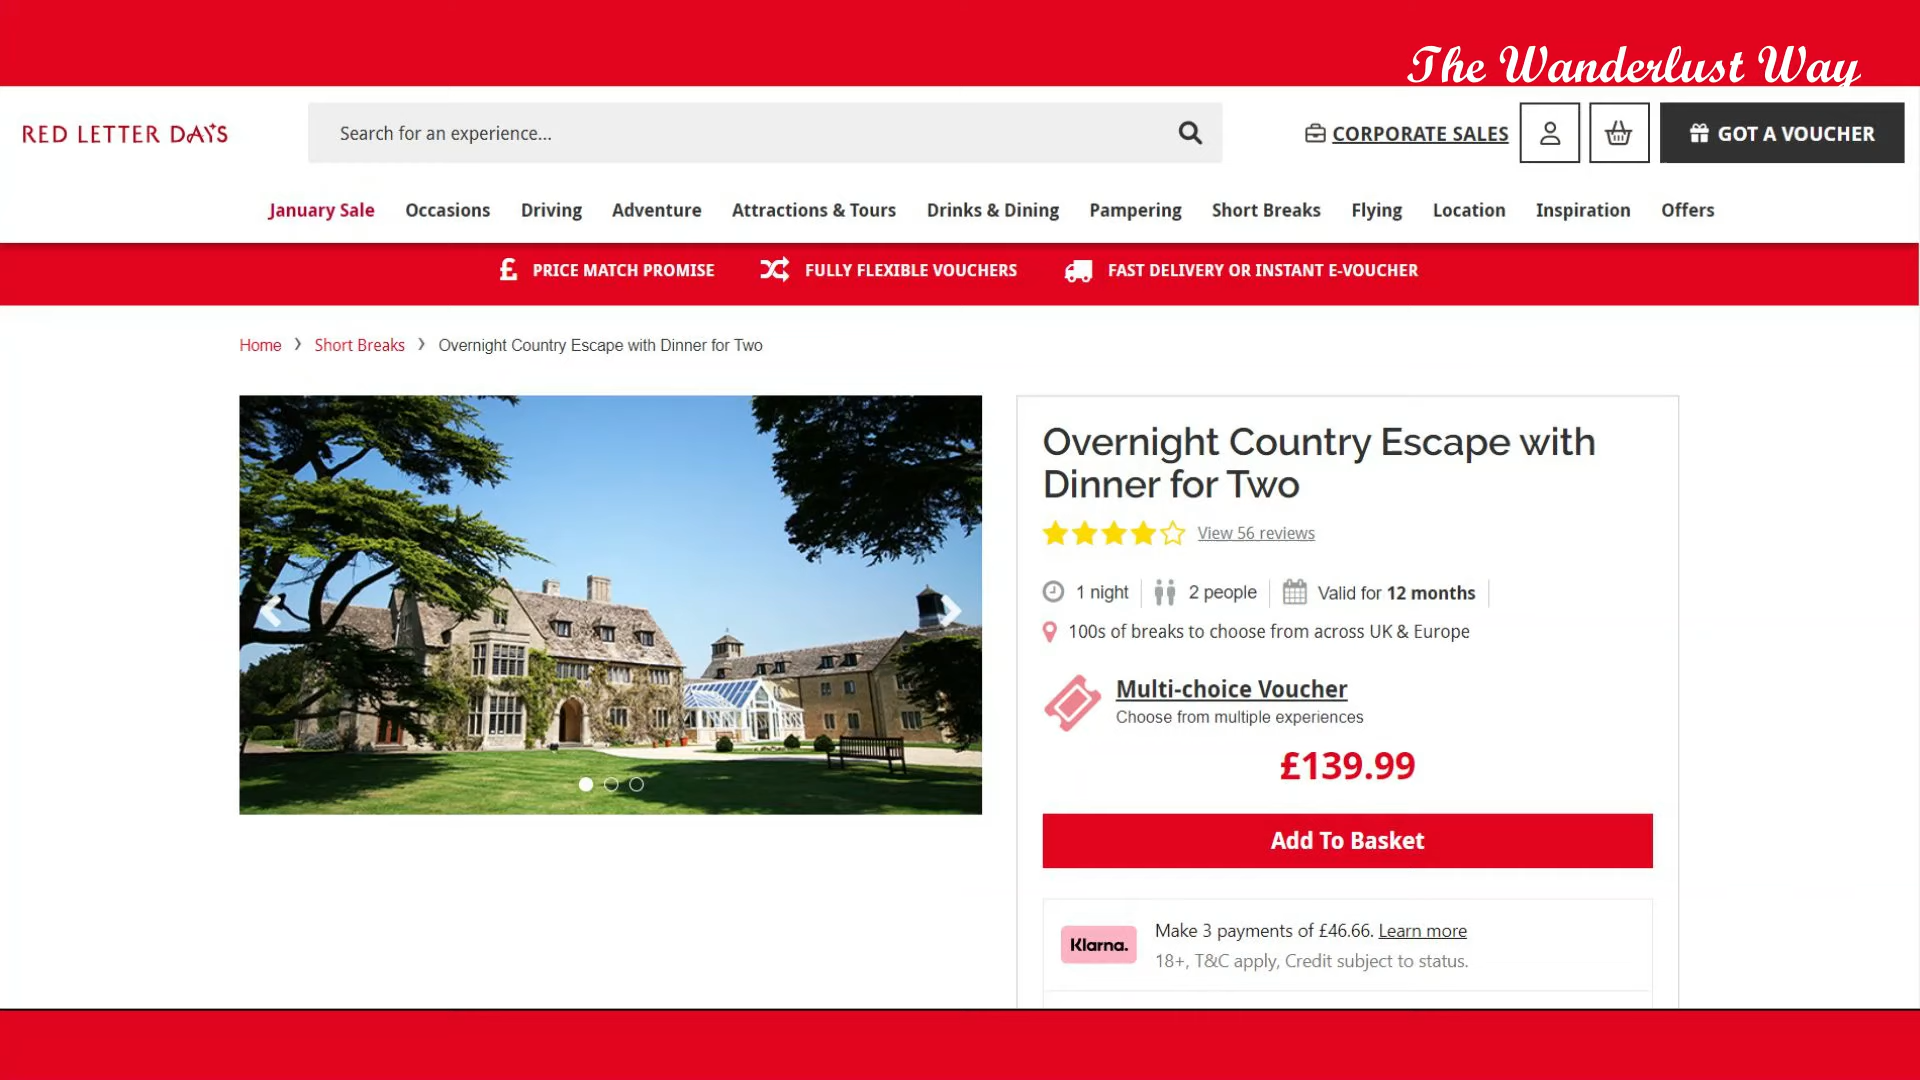 The Wanderlust Way
RED LETTER DAYS
Search for an experience...
CORPORATE SALES
GOT A VOUCHER
January Sale
Occasions
Driving
Adventure
Attractions & Tours
Drinks & Dining
Pampering
Short Breaks
Flying
Location
Inspiration
Offers
£ PRICE MATCH PROMISE
FULLY FLEXIBLE VOUCHERS
FAST DELIVERY OR INSTANT E-VOUCHER
Home > Short Breaks > Overnight Country Escape with Dinner for Two
Overnight Country Escape with
Dinner for Two
View 56 reviews
1 night
2 people
Valid for 12 months
100s of breaks to choose from across UK & Europe
Multi-choice Voucher
Choose from multiple experiences
£139.99
Add To Basket
Klarna.
Make 3 payments of £46.66. Learn more
18+, T&C apply, Credit subject to status.